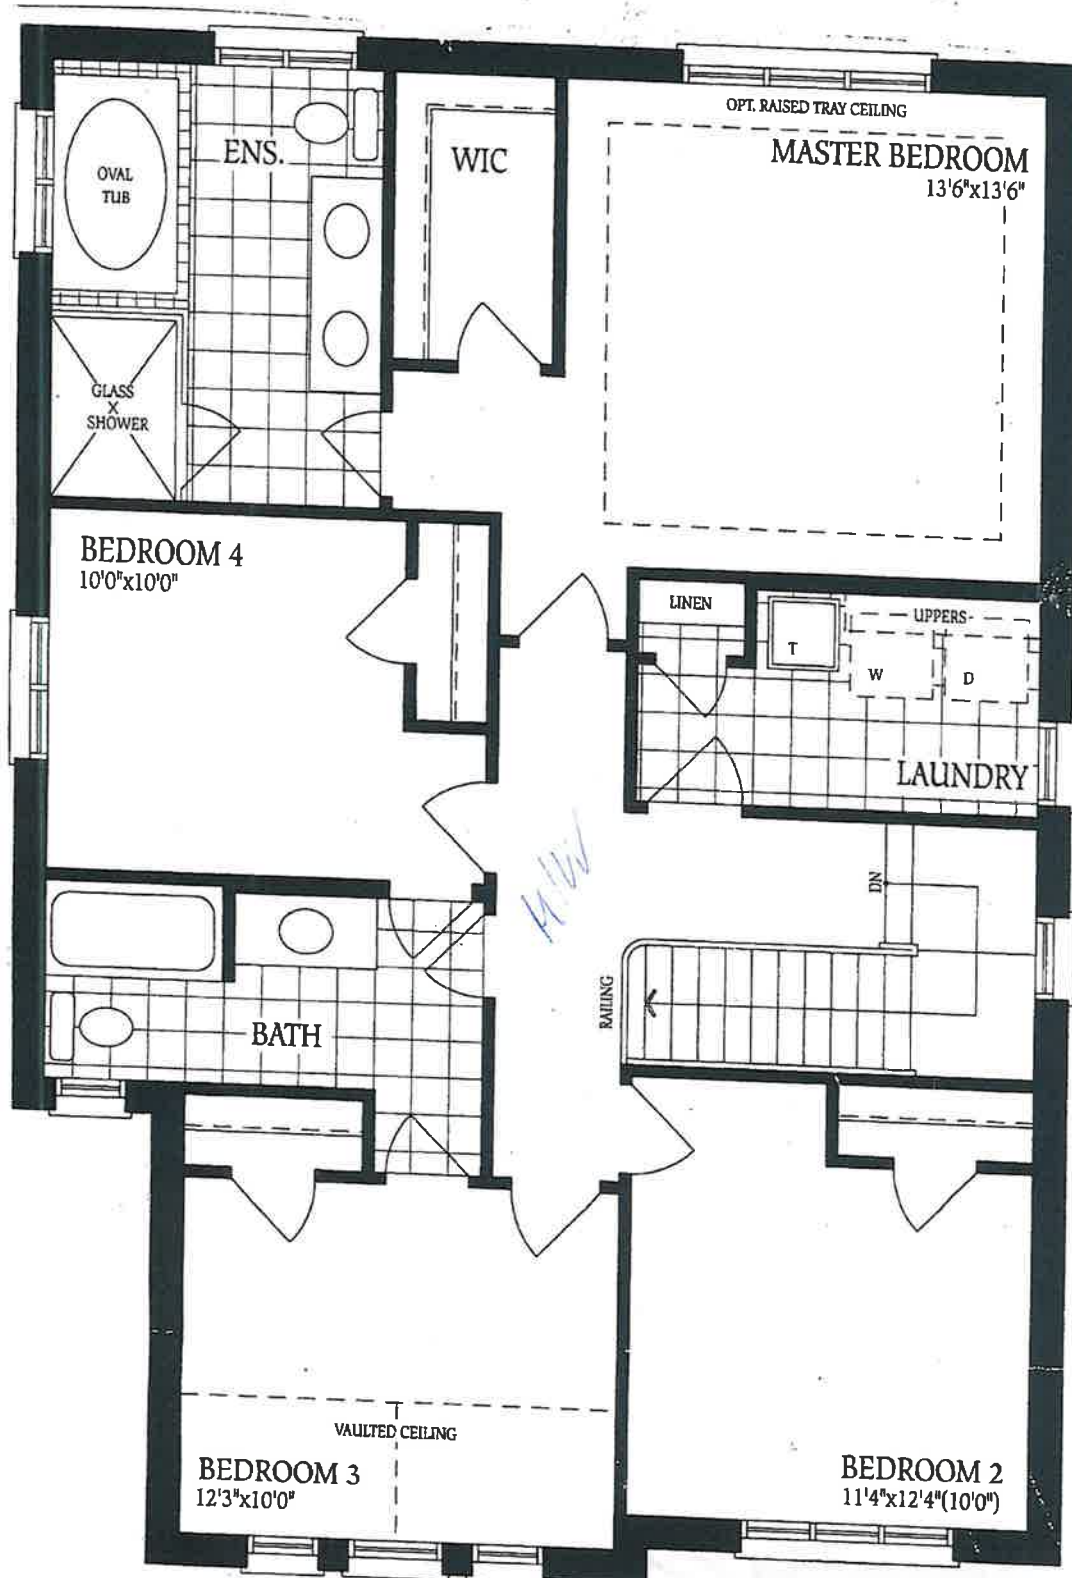 OPT. RAISED TRAY CEILING
MASTER BEDROOM
13'6"x13'6"
ENS.
WIC
OVAL
TUB
GLASS
X
SHOWER
BEDROOM 4
10'0"x10'0"
LINEN
UPPERS
T
W
D
LAUNDRY
DN
RAILING
BATH
VAULTED CEILING
BEDROOM 3
12'3"x10'0"
BEDROOM 2
11'4"x12'4"(10'0")